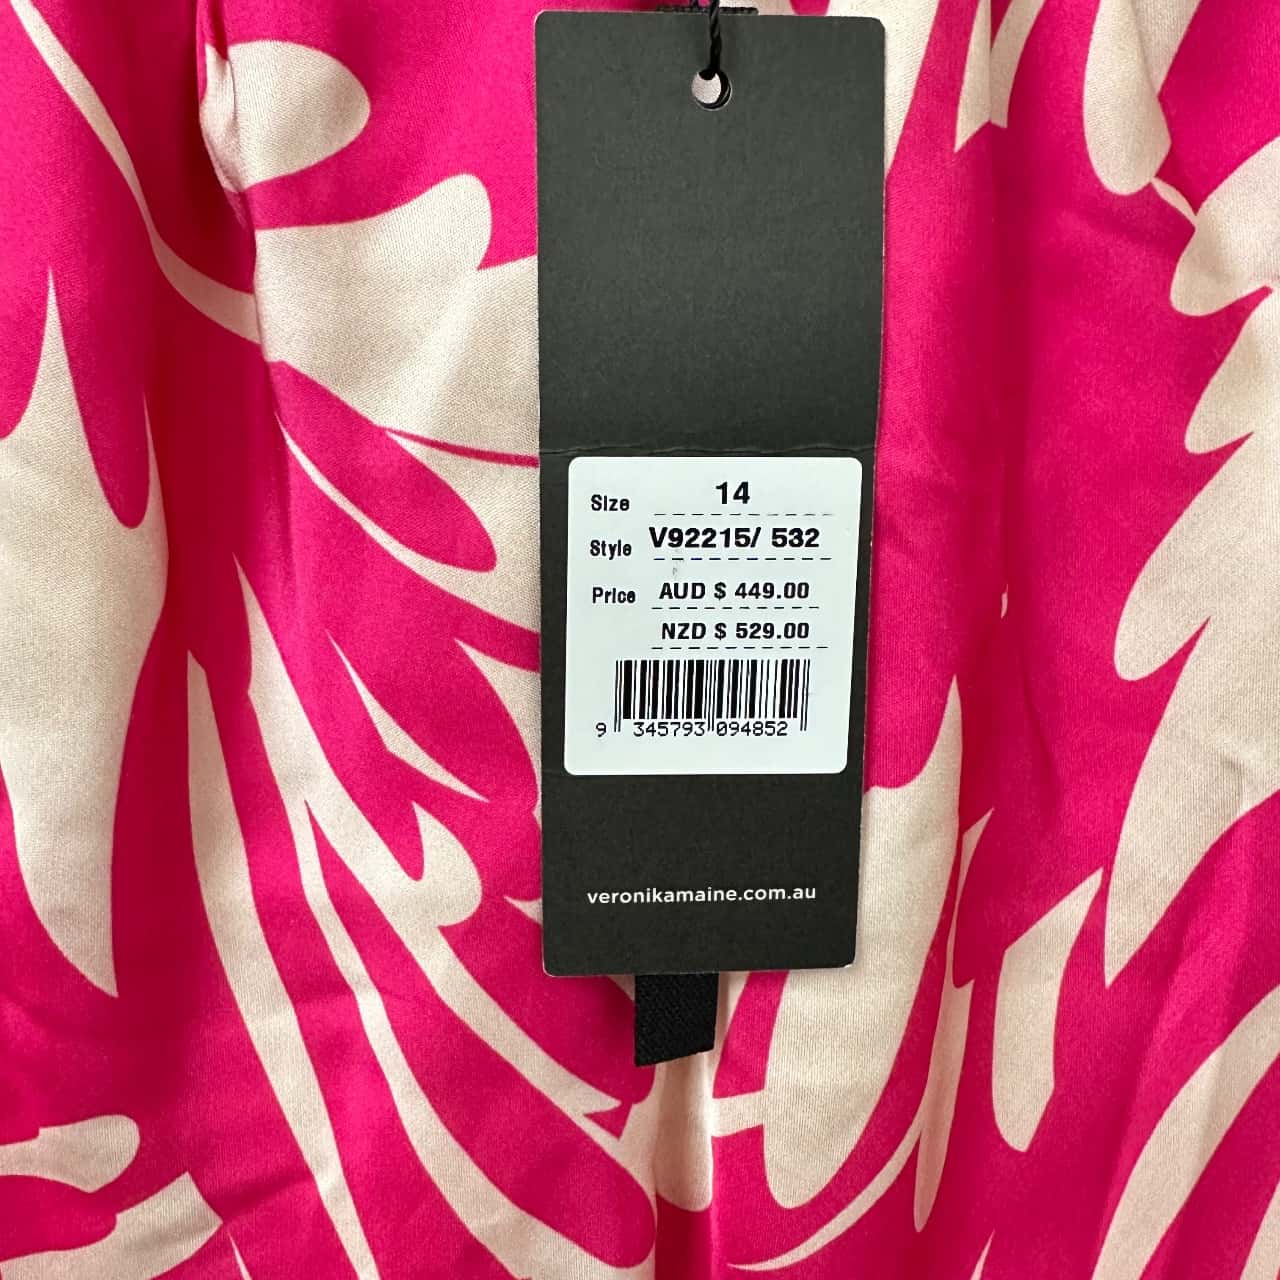 Size 14
Style V92215/ 532
Price AUD $ 449.00
NZD $ 529.00
9 345793 094852
veronikamaine.com.au